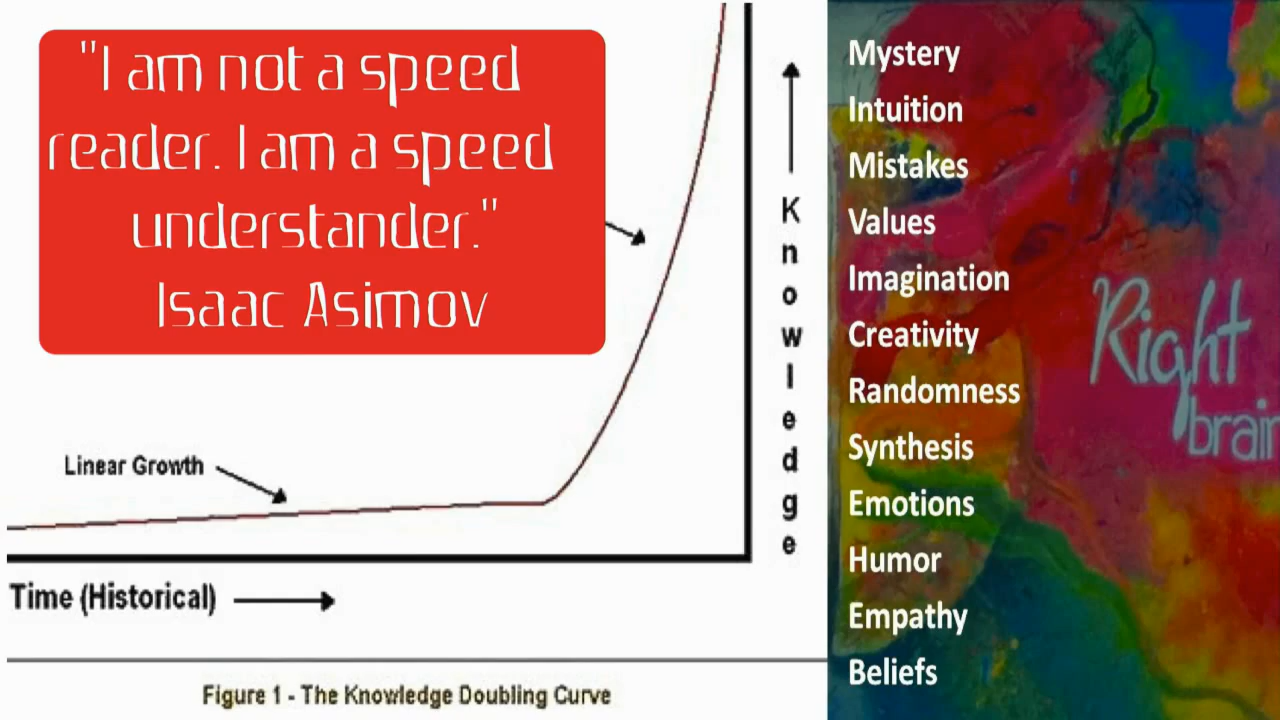 "I am not a speed
reader. I am a speed
understander."
Isaac Asimov
Linear Growth
Knowledge
Time (Historical)
Figure 1 - The Knowledge Doubling Curve
Mystery
Intuition
Mistakes
Values
Imagination
Creativity
Randomness
Synthesis
Emotions
Humor
Empathy
Beliefs
Right
brain